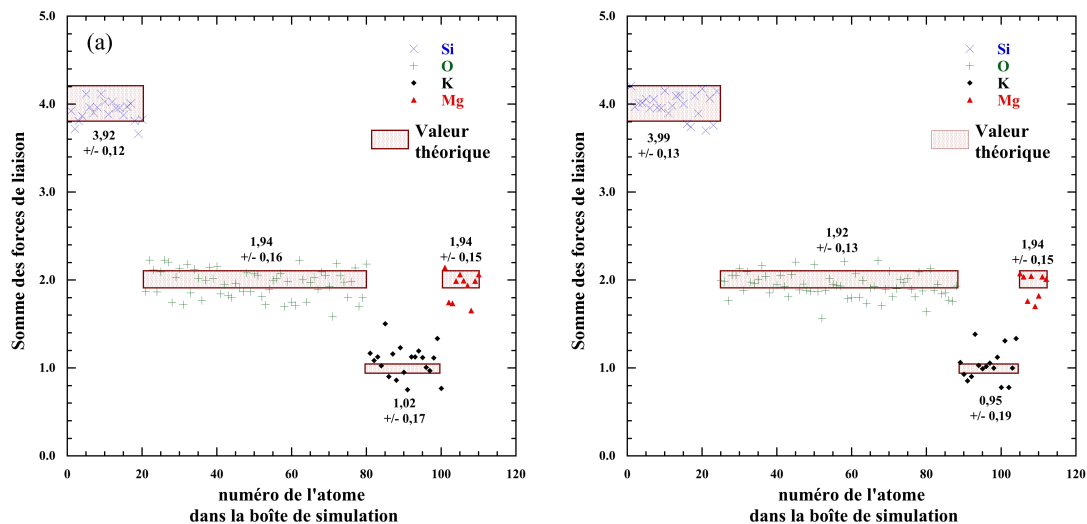 (a)
Somme des forces de liaison
5.0
4.0
3.0
2.0
1.0
0.0
Si
O
K
Mg
Valeur
théorique
3,92
+/- 0,12
1,94
+/- 0,16
1,94
+/- 0,15
1,02
+/- 0,17
0
20
40
60
80
100
120
numéro de l'atome
dans la boîte de simulation
Somme des forces de liaison
5.0
4.0
3.0
2.0
1.0
0.0
Si
O
K
Mg
Valeur
théorique
3,99
+/- 0,13
1,92
+/- 0,13
1,94
+/- 0,15
0,95
+/- 0,19
0
20
40
60
80
100
120
numéro de l'atome
dans la boîte de simulation